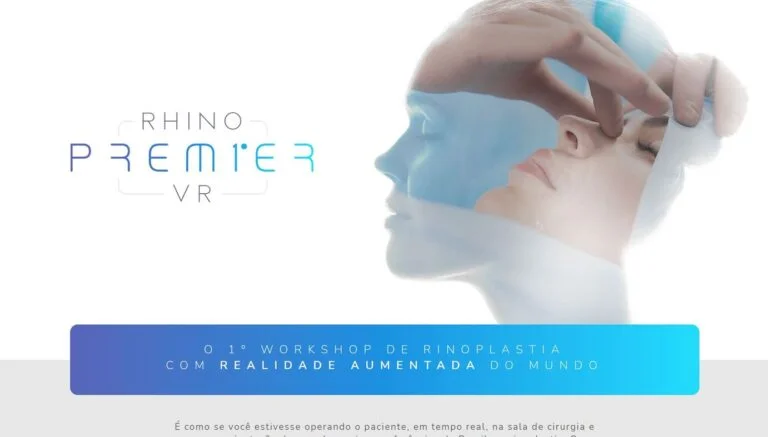 RHINO
PREMIER
VR
O 1º WORKSHOP DE RINOPLASTIA
COM REALIDADE AUMENTADA DO MUNDO
É como se você estivesse operando o paciente, em tempo real, na sala de cirurgia e